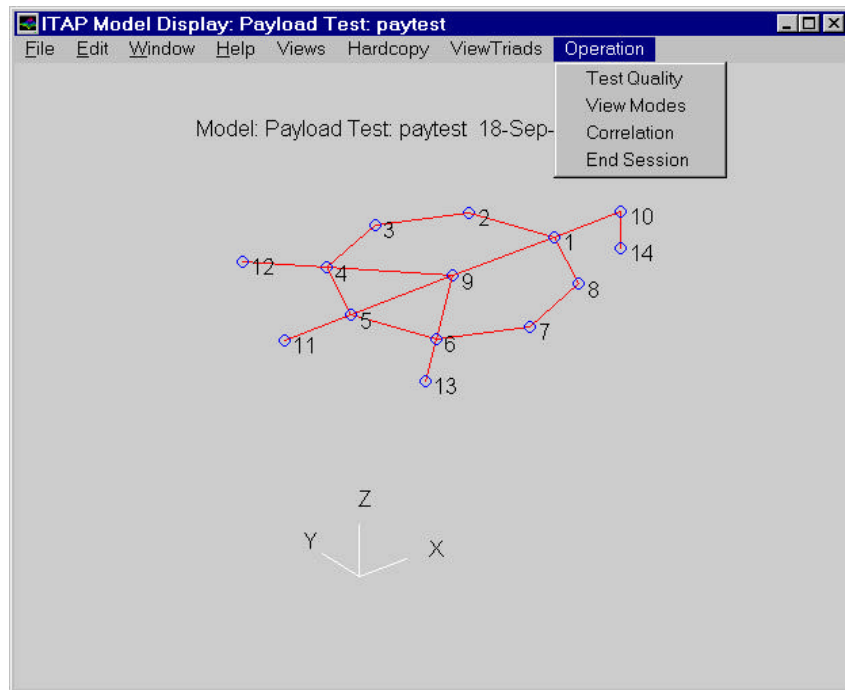 ITAP Model Display: Payload Test: paytest
File Edit Window Help Views Hardcopy ViewTriads Operation
Test Quality
View Modes
Correlation
End Session
Model: Payload Test: paytest 18-Sep-
10
2
3
1
14
12
4
9
8
5
7
11
6
13
Z
Y
X